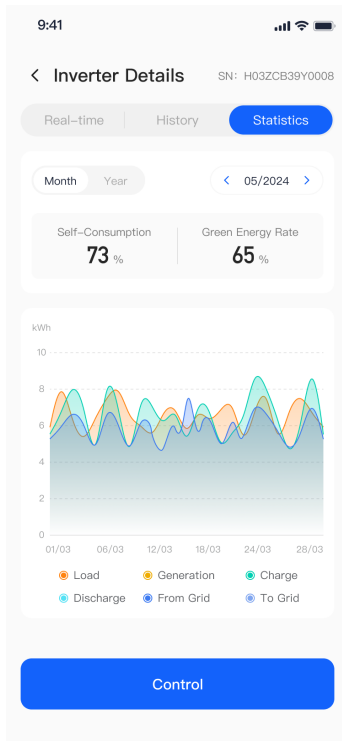 9:41
Inverter Details SN: H03ZCB39Y0008
Real-time History Statistics
Month Year 05/2024
Self-Consumption Green Energy Rate
73 % 65 %
kWh
10
8
6
4
2
0
01/03 06/03 12/03 18/03 24/03 28/03
Load Generation Charge
Discharge From Grid To Grid
Control